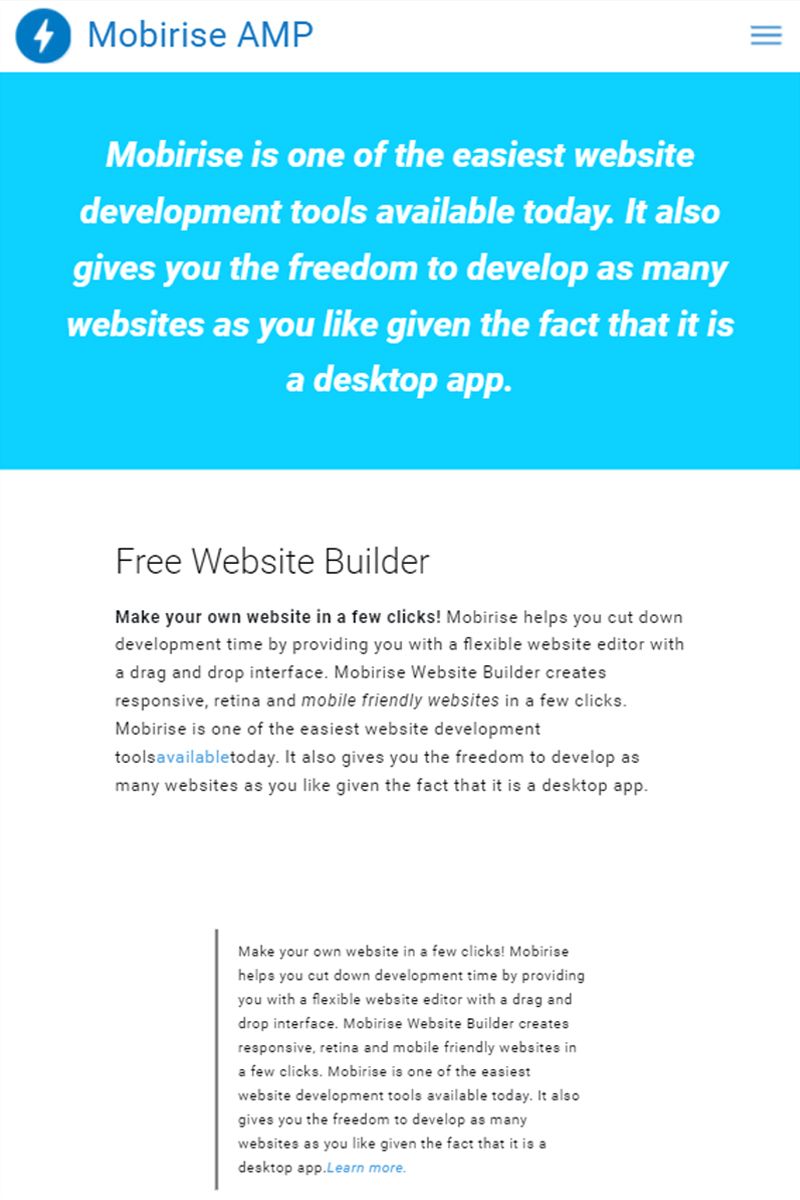 Mobirise AMP
Mobirise is one of the easiest website
development tools available today. It also
gives you the freedom to develop as many
websites as you like given the fact that it is
a desktop app.
Free Website Builder
Make your own website in a few clicks! Mobirise helps you cut down
development time by providing you with a flexible website editor with
a drag and drop interface. Mobirise Website Builder creates
responsive, retina and mobile friendly websites in a few clicks.
Mobirise is one of the easiest website development
toolsavailabletoday. It also gives you the freedom to develop as
many websites as you like given the fact that it is a desktop app.
Make your own website in a few clicks! Mobirise
helps you cut down development time by providing
you with a flexible website editor with a drag and
drop interface. Mobirise Website Builder creates
responsive, retina and mobile friendly websites in
a few clicks. Mobirise is one of the easiest
website development tools available today. It also
gives you the freedom to develop as many
websites as you like given the fact that it is a
desktop app.Learn more.